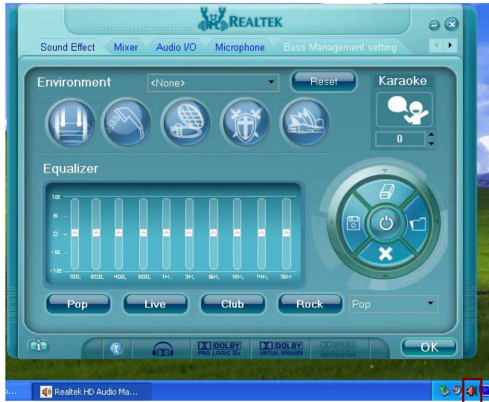 REALTEK
Sound Effect Mixer Audio I/O Microphone Bass Management setting
Environment <None> Reset Karaoke
0
Equalizer
12
6
0
-6
-12
100, 200, 400, 600, 1K, 3K, 6K, 12K, 14K, 16K
Pop Live Club Rock Pop
DOLBY
PRO LOGIC IIx
DOLBY
VIRTUAL SPEAKER
DOLBY
OK
Realtek HD Audio Ma...